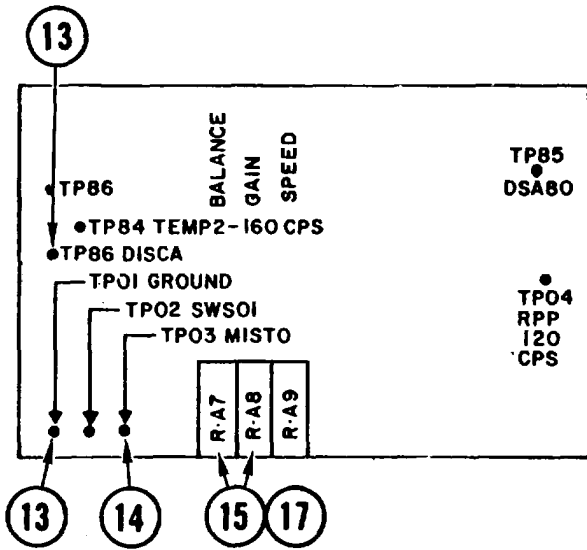 13
BALANCE
GAIN
SPEED
TP86
TP85
DSA80
TP84 TEMP2-160 CPS
TP86 DISCA
TP01 GROUND
TP02 SWS01
TP03 MISTO
TP04
RPP
120
CPS
R·A7
R·A8
R·A9
13
14
15
17